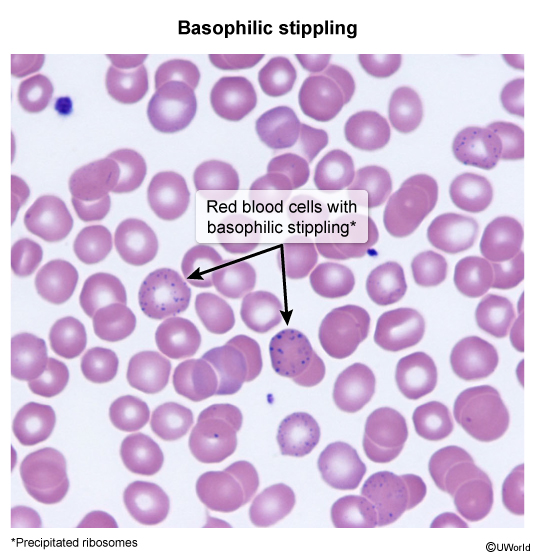 Basophilic stippling
Red blood cells with
basophilic stippling*
*Precipitated ribosomes
©UWorld